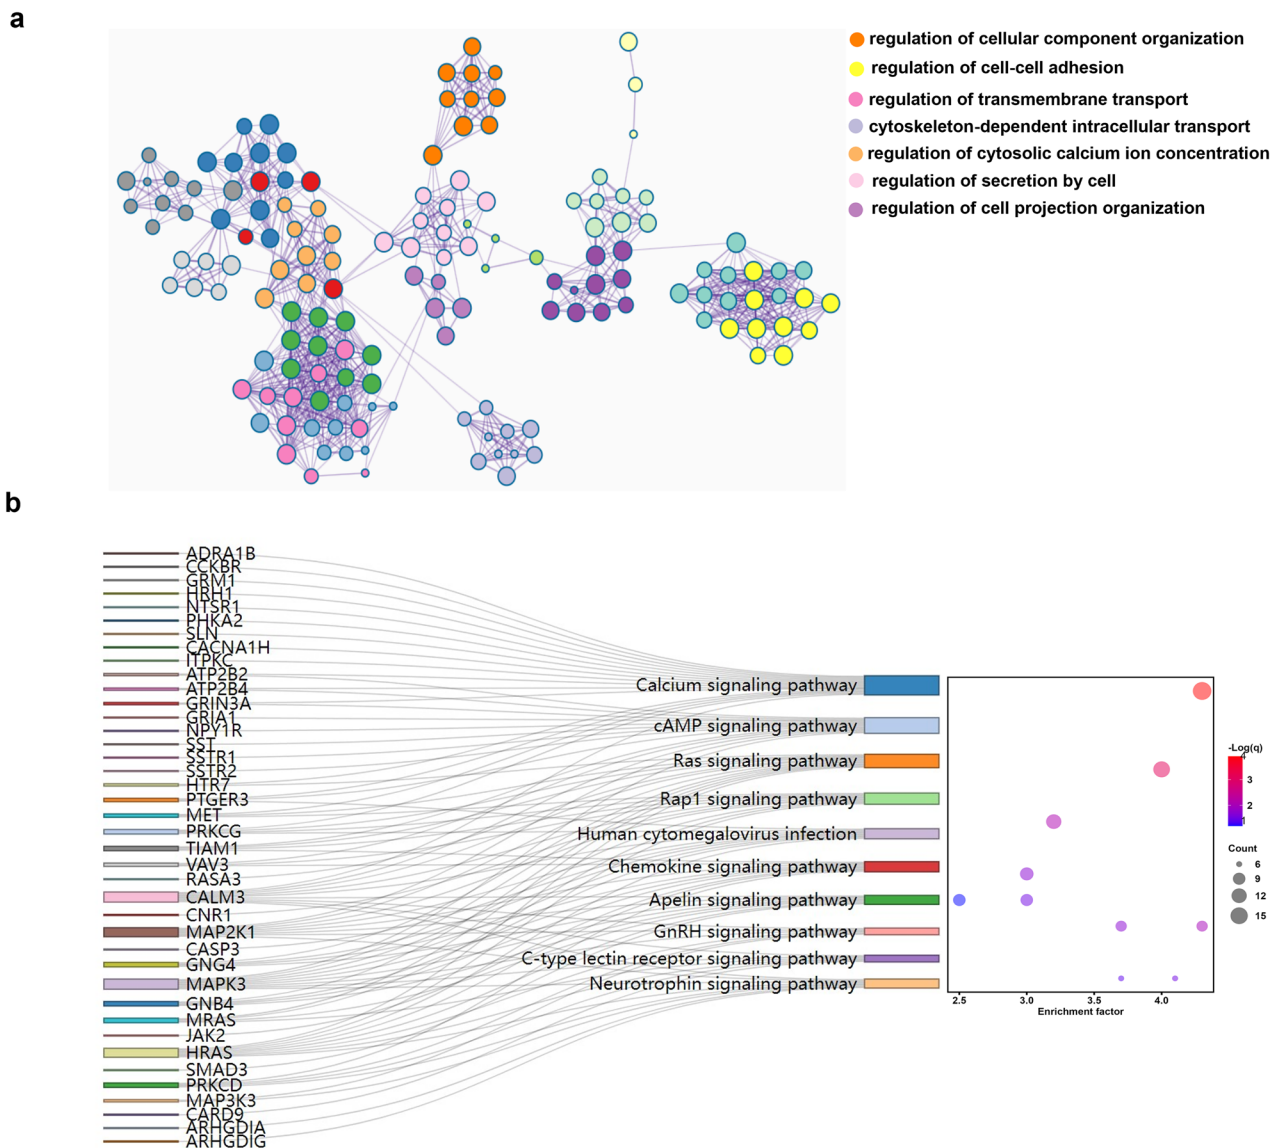 a
regulation of cellular component organization
regulation of cell-cell adhesion
regulation of transmembrane transport
cytoskeleton-dependent intracellular transport
regulation of cytosolic calcium ion concentration
regulation of secretion by cell
regulation of cell projection organization
b
ADRA1B
CCKBR
GRM1
HRH1
NTSR1
PHKA2
SLN
CACNA1H
ITPKC
ATP2B2
ATP2B4
GRIN3A
GRIA1
NPY1R
SST
SSTR1
SSTR2
HTR7
PTGER3
MET
PRKCG
TIAM1
VAV3
RASA3
CALM3
CNR1
MAP2K1
CASP3
GNG4
MAPK3
GNB4
MRAS
JAK2
HRAS
SMAD3
PRKCD
MAP3K3
CARD9
ARHGDIA
ARHGDIG
Calcium signaling pathway
cAMP signaling pathway
Ras signaling pathway
Rap1 signaling pathway
Human cytomegalovirus infection
Chemokine signaling pathway
Apelin signaling pathway
GnRH signaling pathway
C-type lectin receptor signaling pathway
Neurotrophin signaling pathway
2.5 3.0 3.5 4.0
Enrichment factor
-Log(q)
4
3
2
1
Count
6
9
12
15